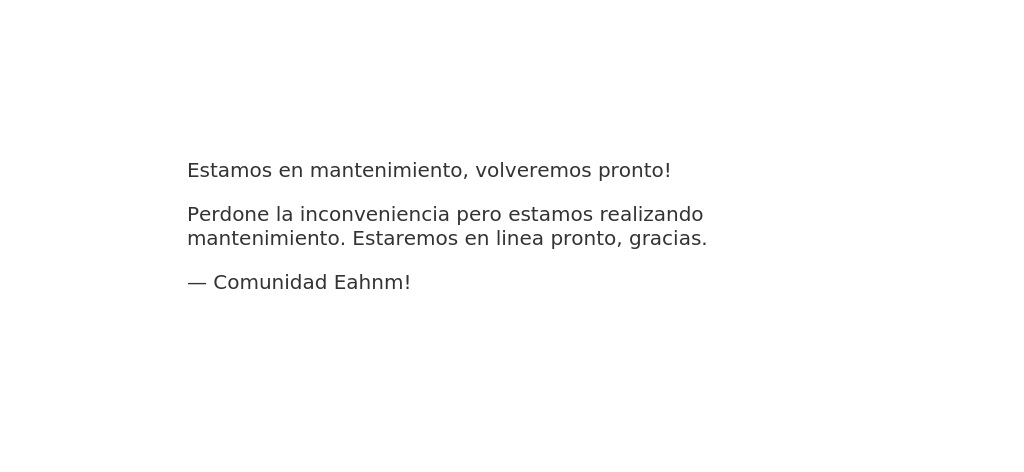 Estamos en mantenimiento, volveremos pronto!
Perdone la inconveniencia pero estamos realizando
mantenimiento. Estaremos en linea pronto, gracias.
— Comunidad Eahnm!